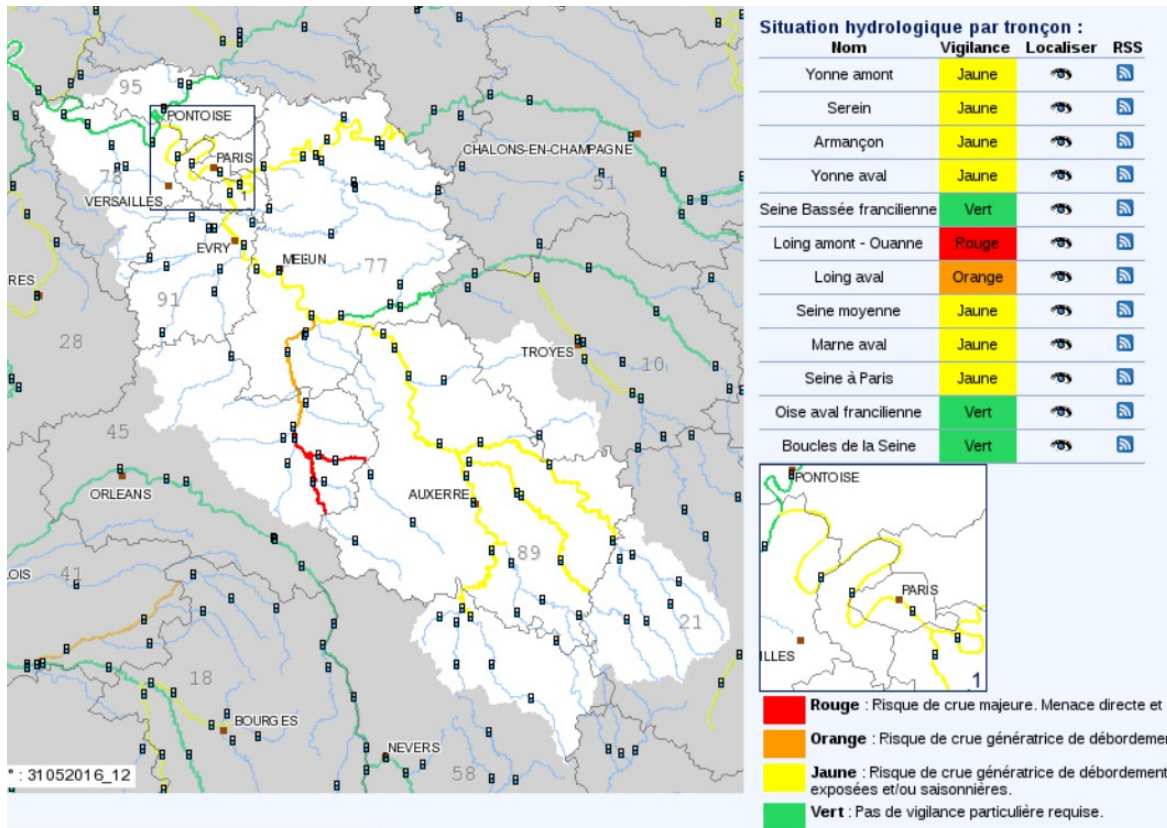 95
PONTOISE
PARIS
78
VERSAILLES
1
CHALONS-EN-CHAMPAGNE
51
EVRY
MELUN
77
RES
91
28
TROYES
10
45
ORLEANS
AUXERRE
89
LOIS
41
21
18
BOURGES
NEVERS
58
° : 31052016_12
Situation hydrologique par tronçon :
Nom Vigilance Localiser RSS
Yonne amont Jaune
Serein Jaune
Armançon Jaune
Yonne aval Jaune
Seine Bassée francilienne Vert
Loing amont - Ouanne Rouge
Loing aval Orange
Seine moyenne Jaune
Marne aval Jaune
Seine à Paris Jaune
Oise aval francilienne Vert
Boucles de la Seine Vert
PONTOISE
PARIS
ILLES
1
Rouge : Risque de crue majeure. Menace directe et
Orange : Risque de crue génératrice de débordeme
Jaune : Risque de crue génératrice de débordement
exposées et/ou saisonnières.
Vert : Pas de vigilance particulière requise.